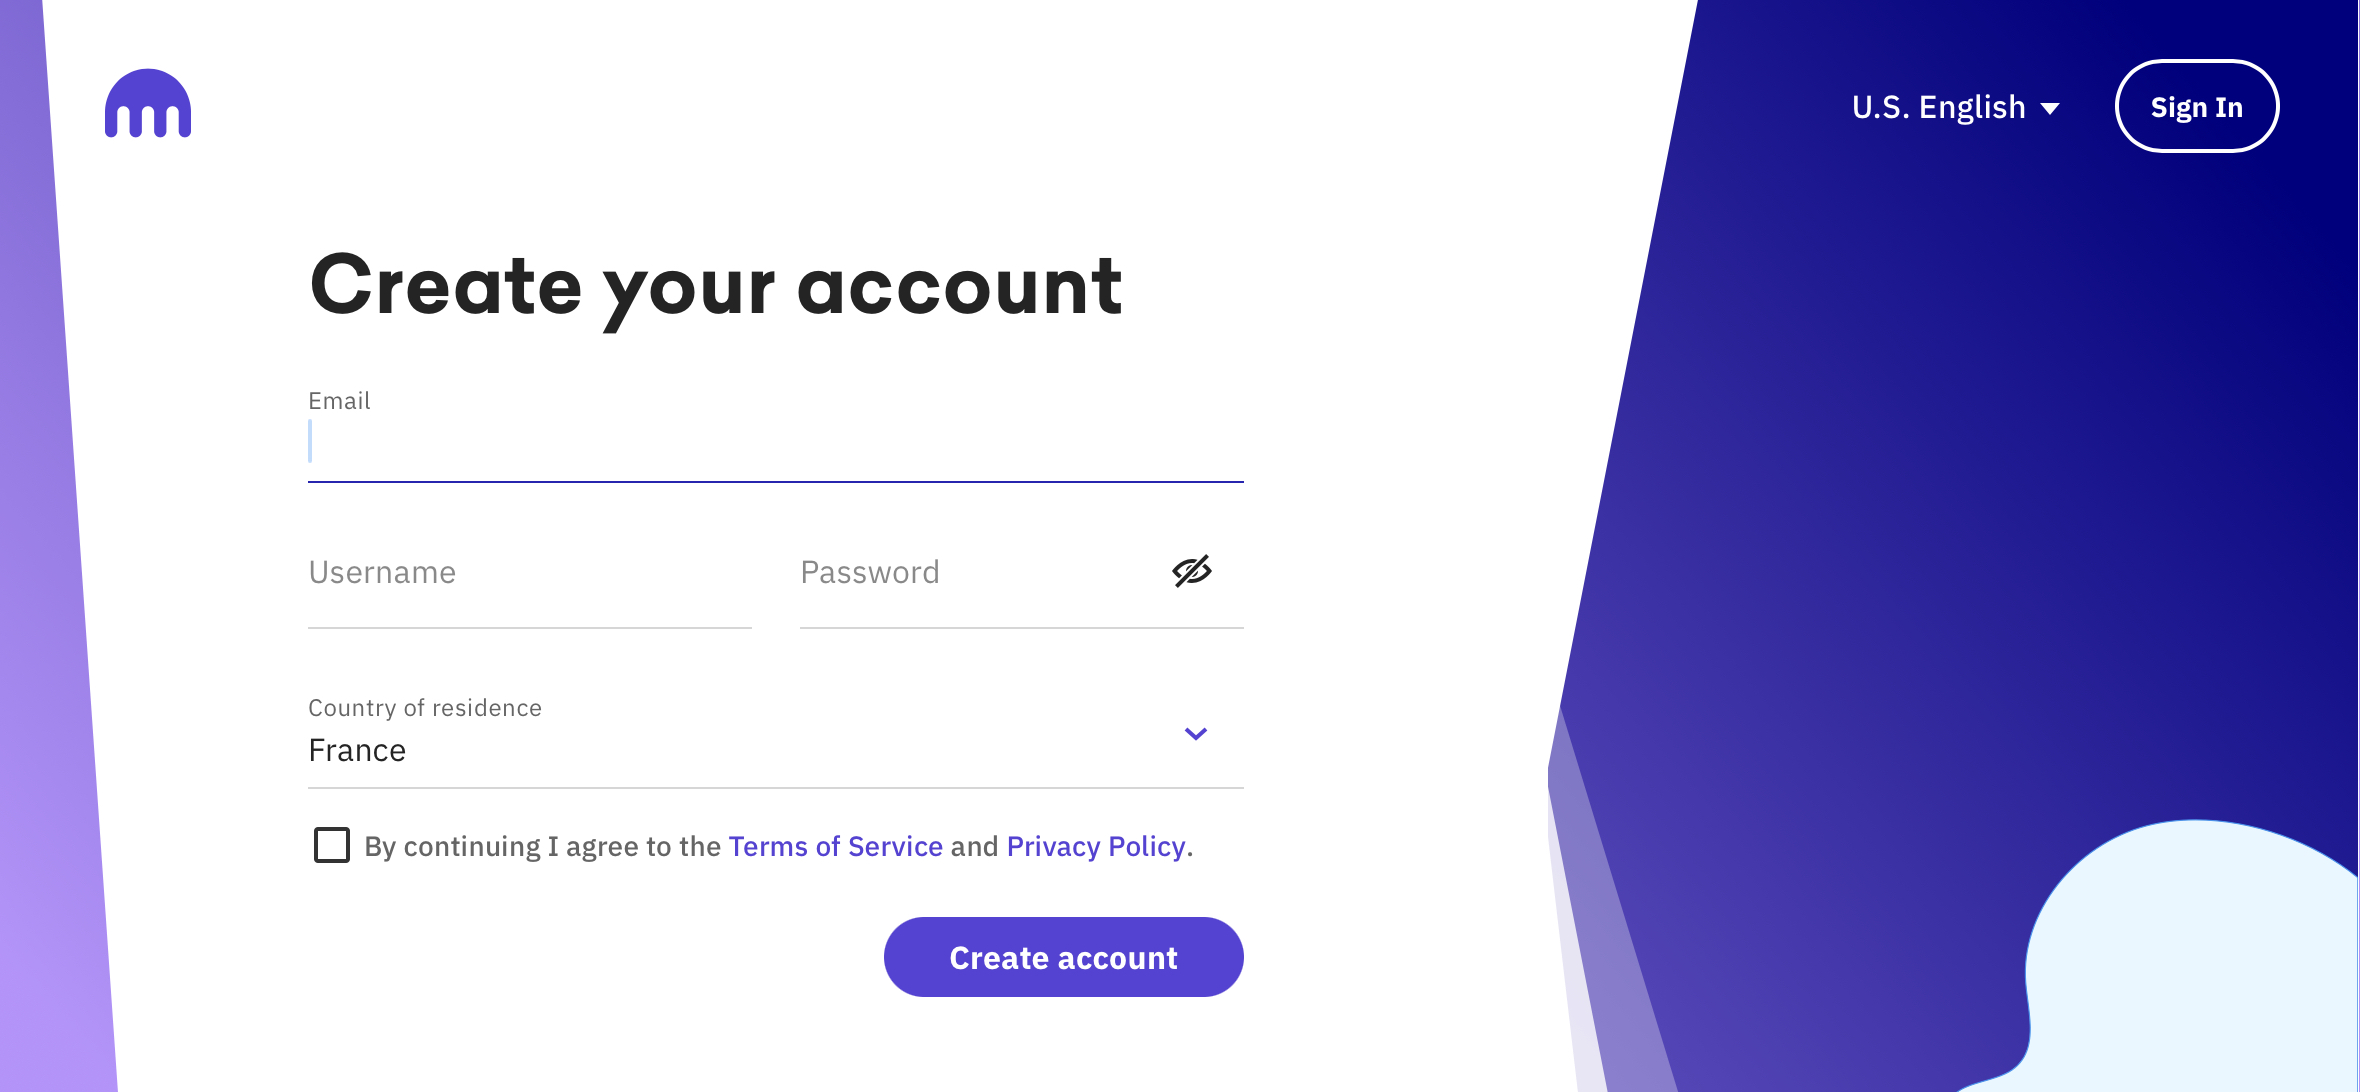 U.S. English
Sign In
Create your account
Email
Username
Password
Country of residence
France
By continuing I agree to the Terms of Service and Privacy Policy.
Create account